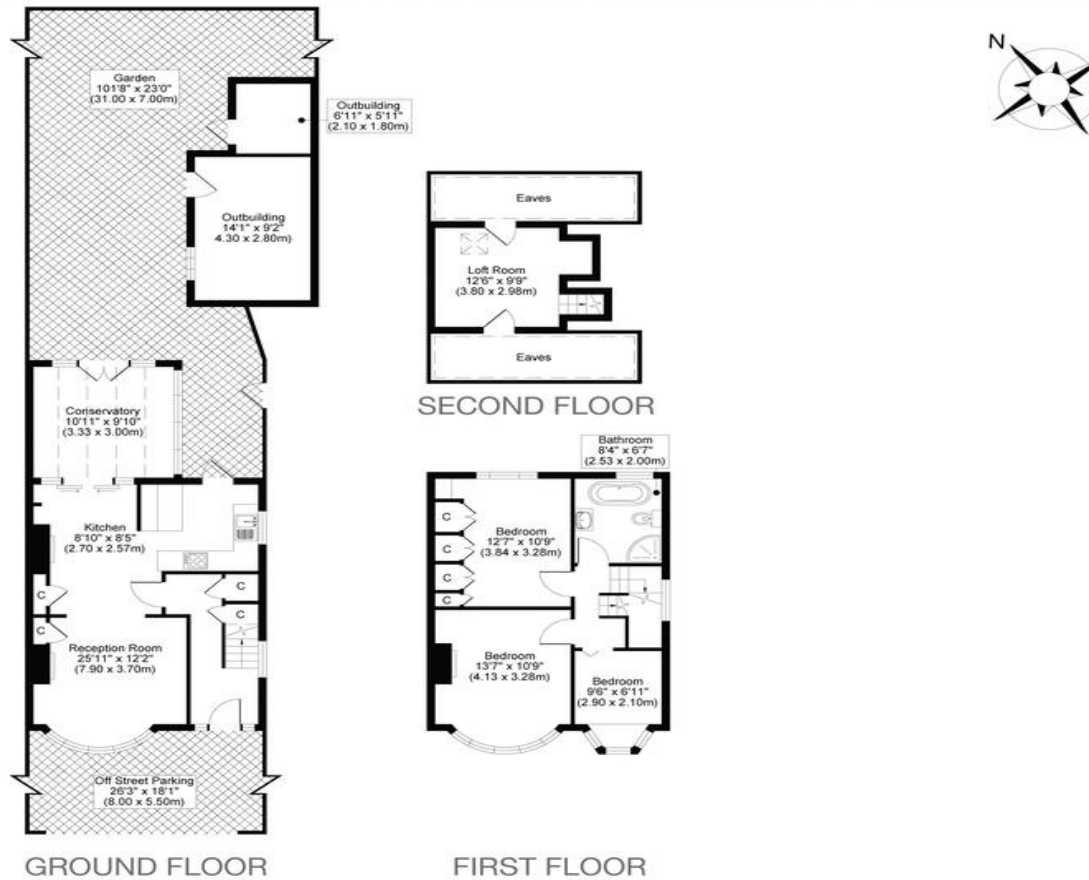 N
Garden
101'8" x 23'0"
(31.00 x 7.00m)
Outbuilding
6'11" x 5'11"
(2.10 x 1.80m)
Outbuilding
14'1" x 9'2"
4.30 x 2.80m)
Conservatory
10'11" x 9'10"
(3.33 x 3.00m)
Kitchen
8'10" x 8'5"
(2.70 x 2.57m)
C
C
C
C
Reception Room
25'11" x 12'2"
(7.90 x 3.70m)
Off Street Parking
26'3" x 18'1"
(8.00 x 5.50m)
GROUND FLOOR
Eaves
Loft Room
12'6" x 9'9"
(3.80 x 2.98m)
Eaves
SECOND FLOOR
Bathroom
8'4" x 6'7"
(2.53 x 2.00m)
C
C
C
C
Bedroom
12'7" x 10'9"
(3.84 x 3.28m)
Bedroom
13'7" x 10'9"
(4.13 x 3.28m)
Bedroom
9'6" x 6'11"
(2.90 x 2.10m)
FIRST FLOOR